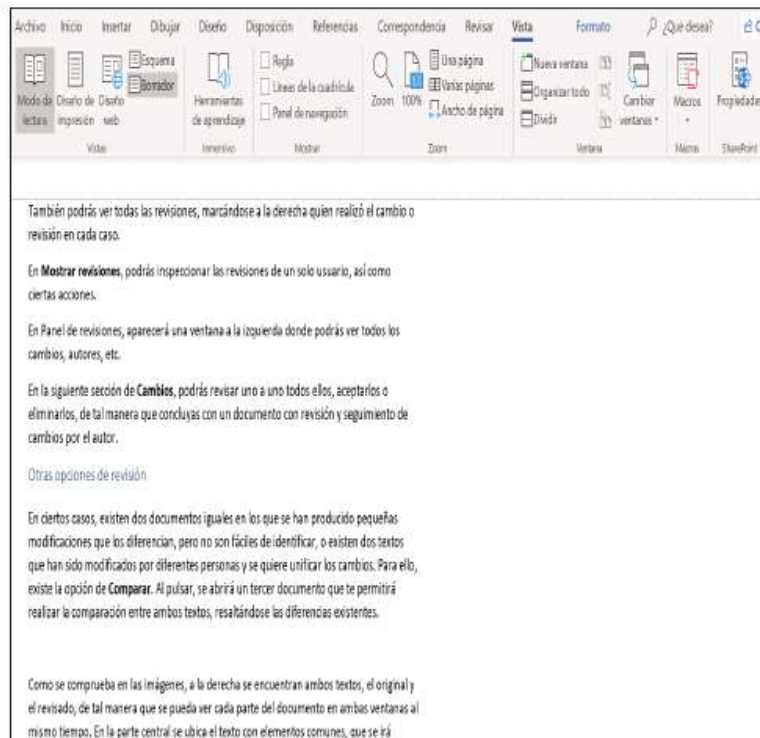 Archivo Inicio Insertar Dibujar Diseño Disposición Referencias Correspondencia Revisar Vista Formato ¿Qué desea?
Modo de lectura
Diseño de impresión
Diseño web
Esquema
Borrador
Vistas
Herramientas de aprendizaje
Inmersivo
Regla
Líneas de la cuadrícula
Panel de navegación
Mostrar
Zoom
100%
Una página
Varias páginas
Ancho de página
Zoom
Nueva ventana
Organizar todo
Dividir
Cambiar ventanas
Ventana
Macros
Macros
Propiedades
SharePoint
También podrás ver todas las revisiones, marcándose a la derecha quien realizó el cambio o
revisión en cada caso.
En Mostrar revisiones, podrás inspeccionar las revisiones de un solo usuario, así como
ciertas acciones.
En Panel de revisiones, aparecerá una ventana a la izquierda donde podrás ver todos los
cambios, autores, etc.
En la siguiente sección de Cambios, podrás revisar uno a uno todos ellos, aceptarlos o
eliminarlos, de tal manera que concluyas con un documento con revisión y seguimiento de
cambios por el autor.
Otras opciones de revisión
En ciertos casos, existen dos documentos iguales en los que se han producido pequeñas
modificaciones que los diferencian, pero no son fáciles de identificar, o existen dos textos
que han sido modificados por diferentes personas y se quiere unificar los cambios. Para ello,
existe la opción de Comparar. Al pulsar, se abrirá un tercer documento que te permitirá
realizar la comparación entre ambos textos, resaltándose las diferencias existentes.
Como se comprueba en las imágenes, a la derecha se encuentran ambos textos, el original y
el revisado, de tal manera que se pueda ver cada parte del documento en ambas ventanas al
mismo tiempo. En la parte central se ubica el texto con elementos comunes, que se irá